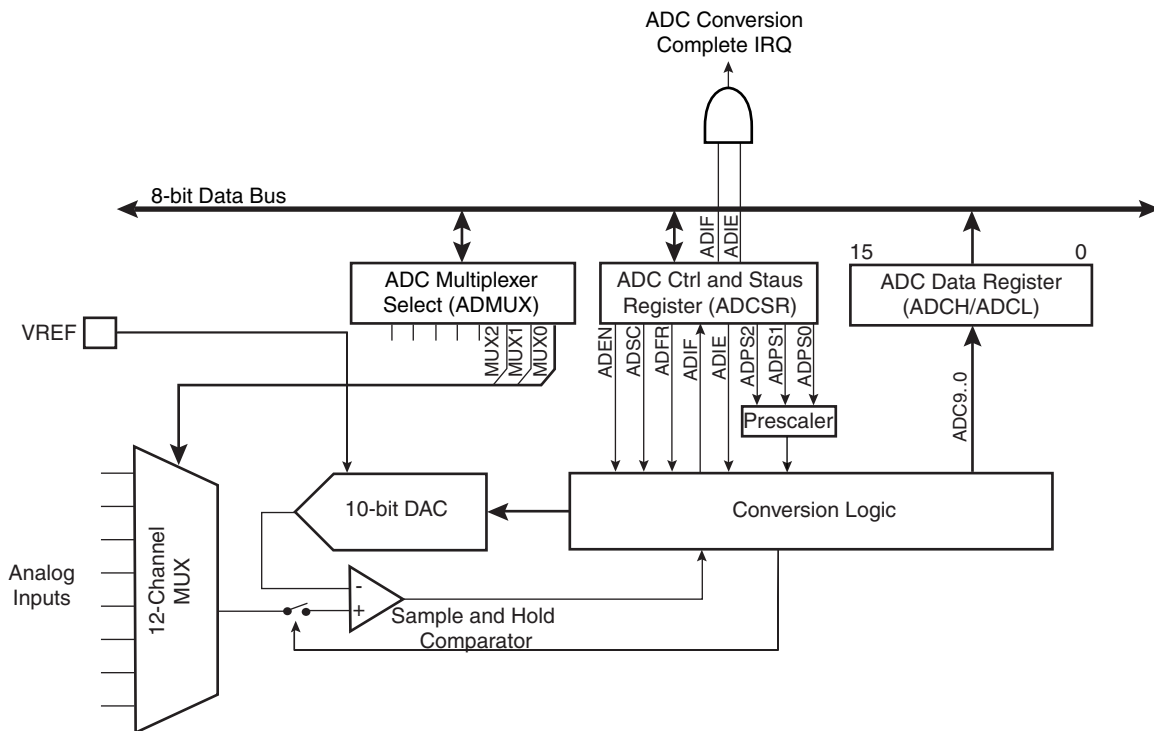 ADC Conversion
Complete IRQ
8-bit Data Bus
ADIF
ADIE
15
0
ADC Multiplexer
Select (ADMUX)
ADC Ctrl and Staus
Register (ADCSR)
ADC Data Register
(ADCH/ADCL)
VREF
MUX2
MUX1
MUX0
ADEN
ADSC
ADFR
ADIF
ADIE
ADPS2
ADPS1
ADPS0
ADC9..0
Prescaler
10-bit DAC
Conversion Logic
Analog
Inputs
12-Channel
MUX
-
+
Sample and Hold
Comparator